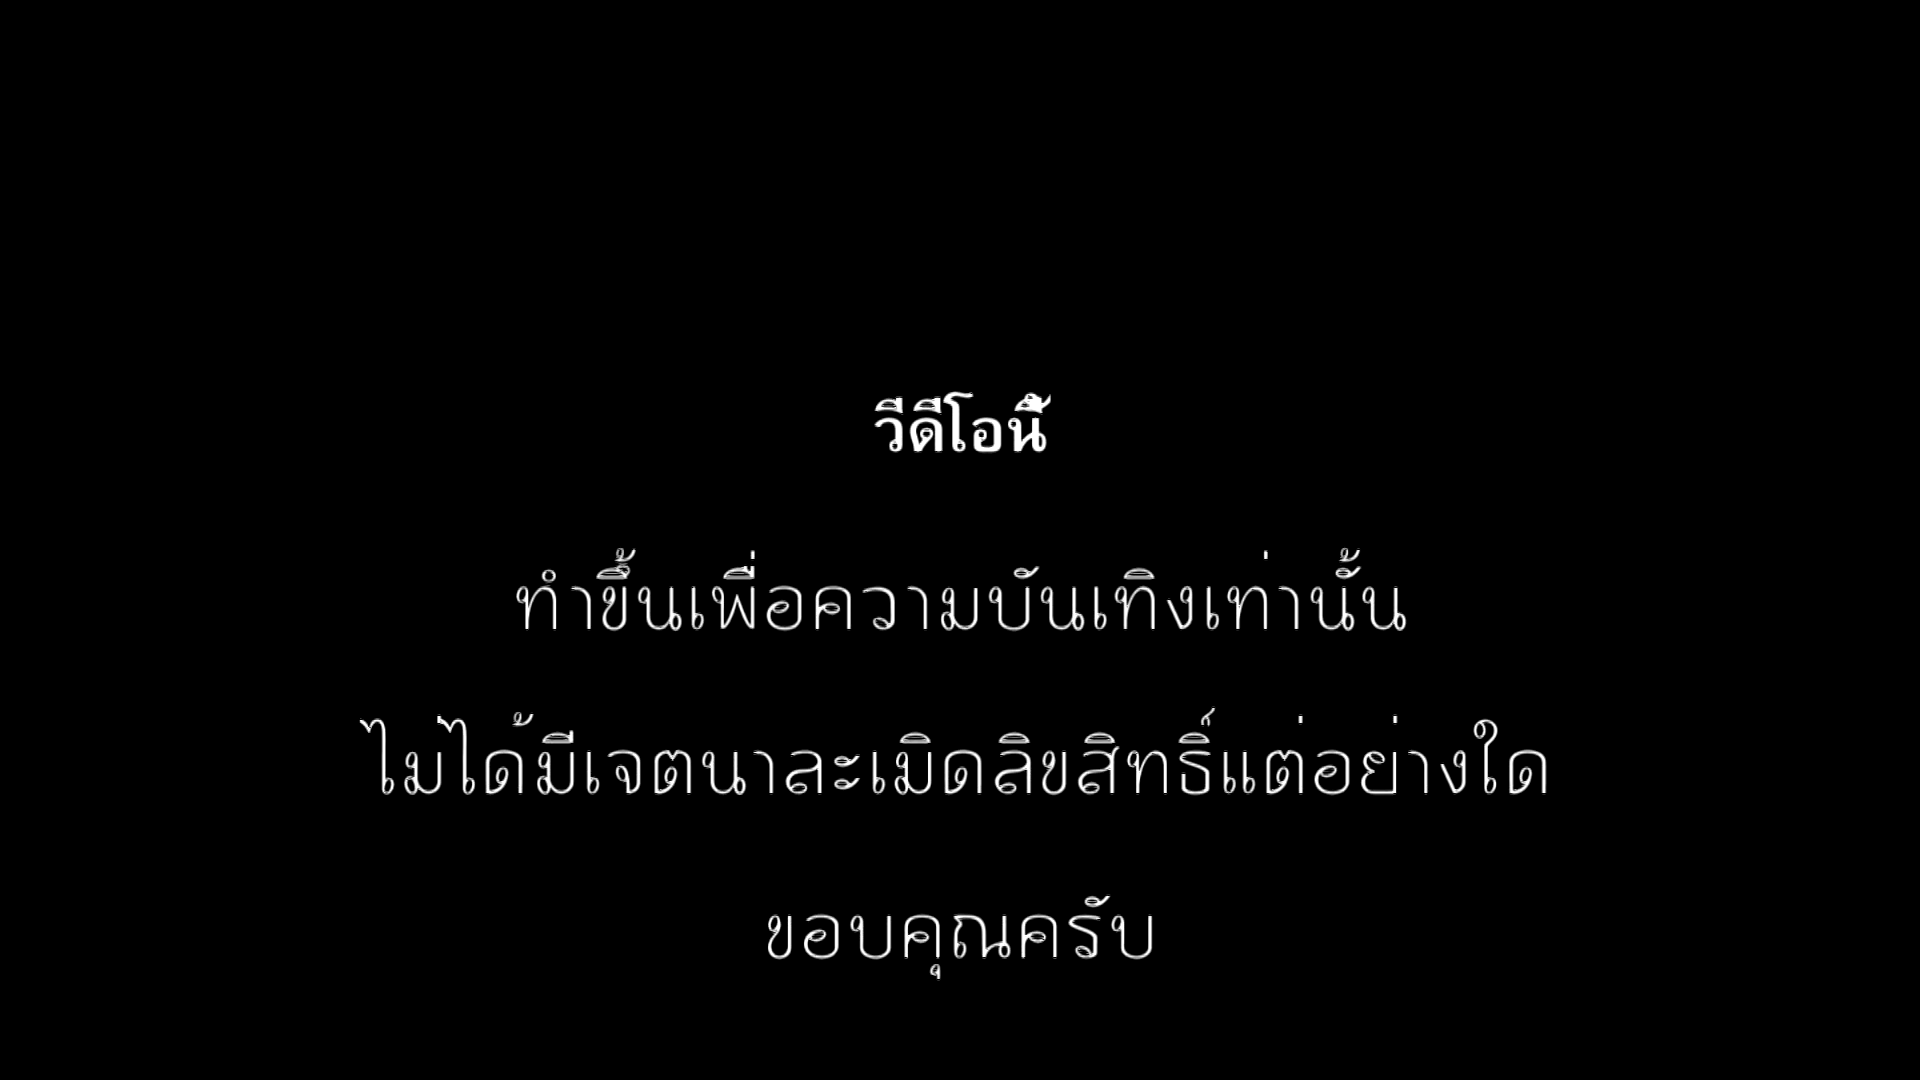 วีดีโอนี้
ทำขึ้นเพื่อความบันเทิงเท่านั้น
ไม่ได้มีเจตนาละเมิดลิขสิทธิ์แต่อย่างใด
ขอบคุณครับ